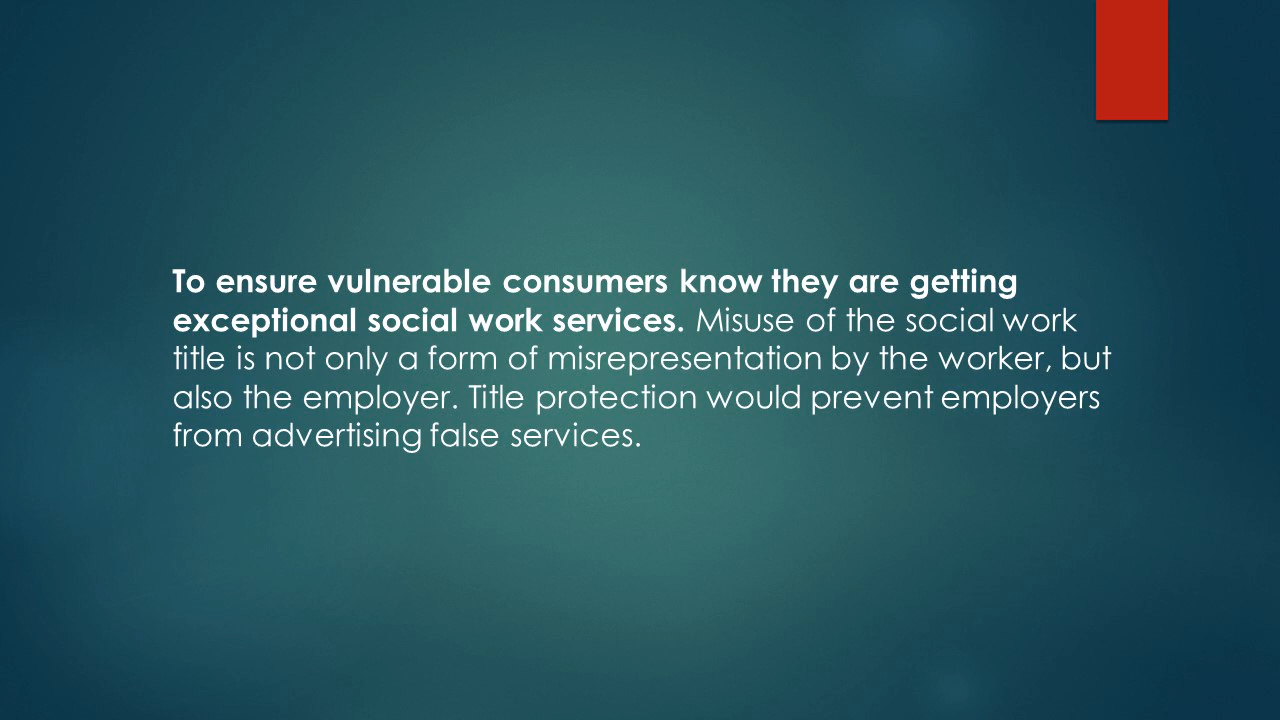 To ensure vulnerable consumers know they are getting
exceptional social work services. Misuse of the social work
title is not only a form of misrepresentation by the worker, but
also the employer. Title protection would prevent employers
from advertising false services.